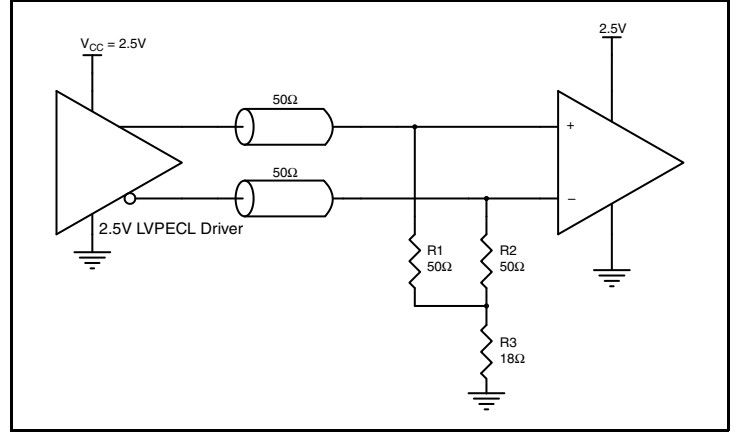 V_CC = 2.5V
2.5V
50Ω
+
50Ω
−
2.5V LVPECL Driver
R1
50Ω
R2
50Ω
R3
18Ω